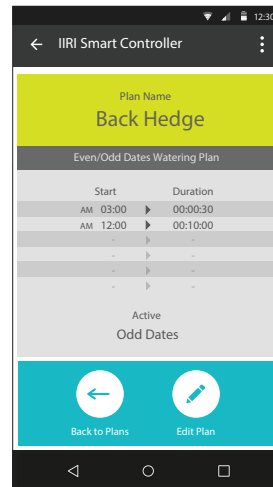 12:30
IIRI Smart Controller
Plan Name
Back Hedge
Even/Odd Dates Watering Plan
Start Duration
AM 03:00 00:00:30
AM 12:00 00:10:00
- -
- -
- -
- -
Active
Odd Dates
Back to Plans Edit Plan